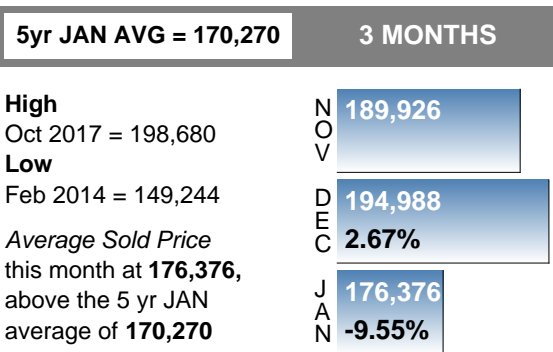 5yr JAN AVG = 170,270
3 MONTHS
High
Oct 2017 = 198,680
Low
Feb 2014 = 149,244
Average Sold Price
this month at 176,376,
above the 5 yr JAN
average of 170,270
NOV
189,926
DEC
194,988
2.67%
JAN
176,376
-9.55%